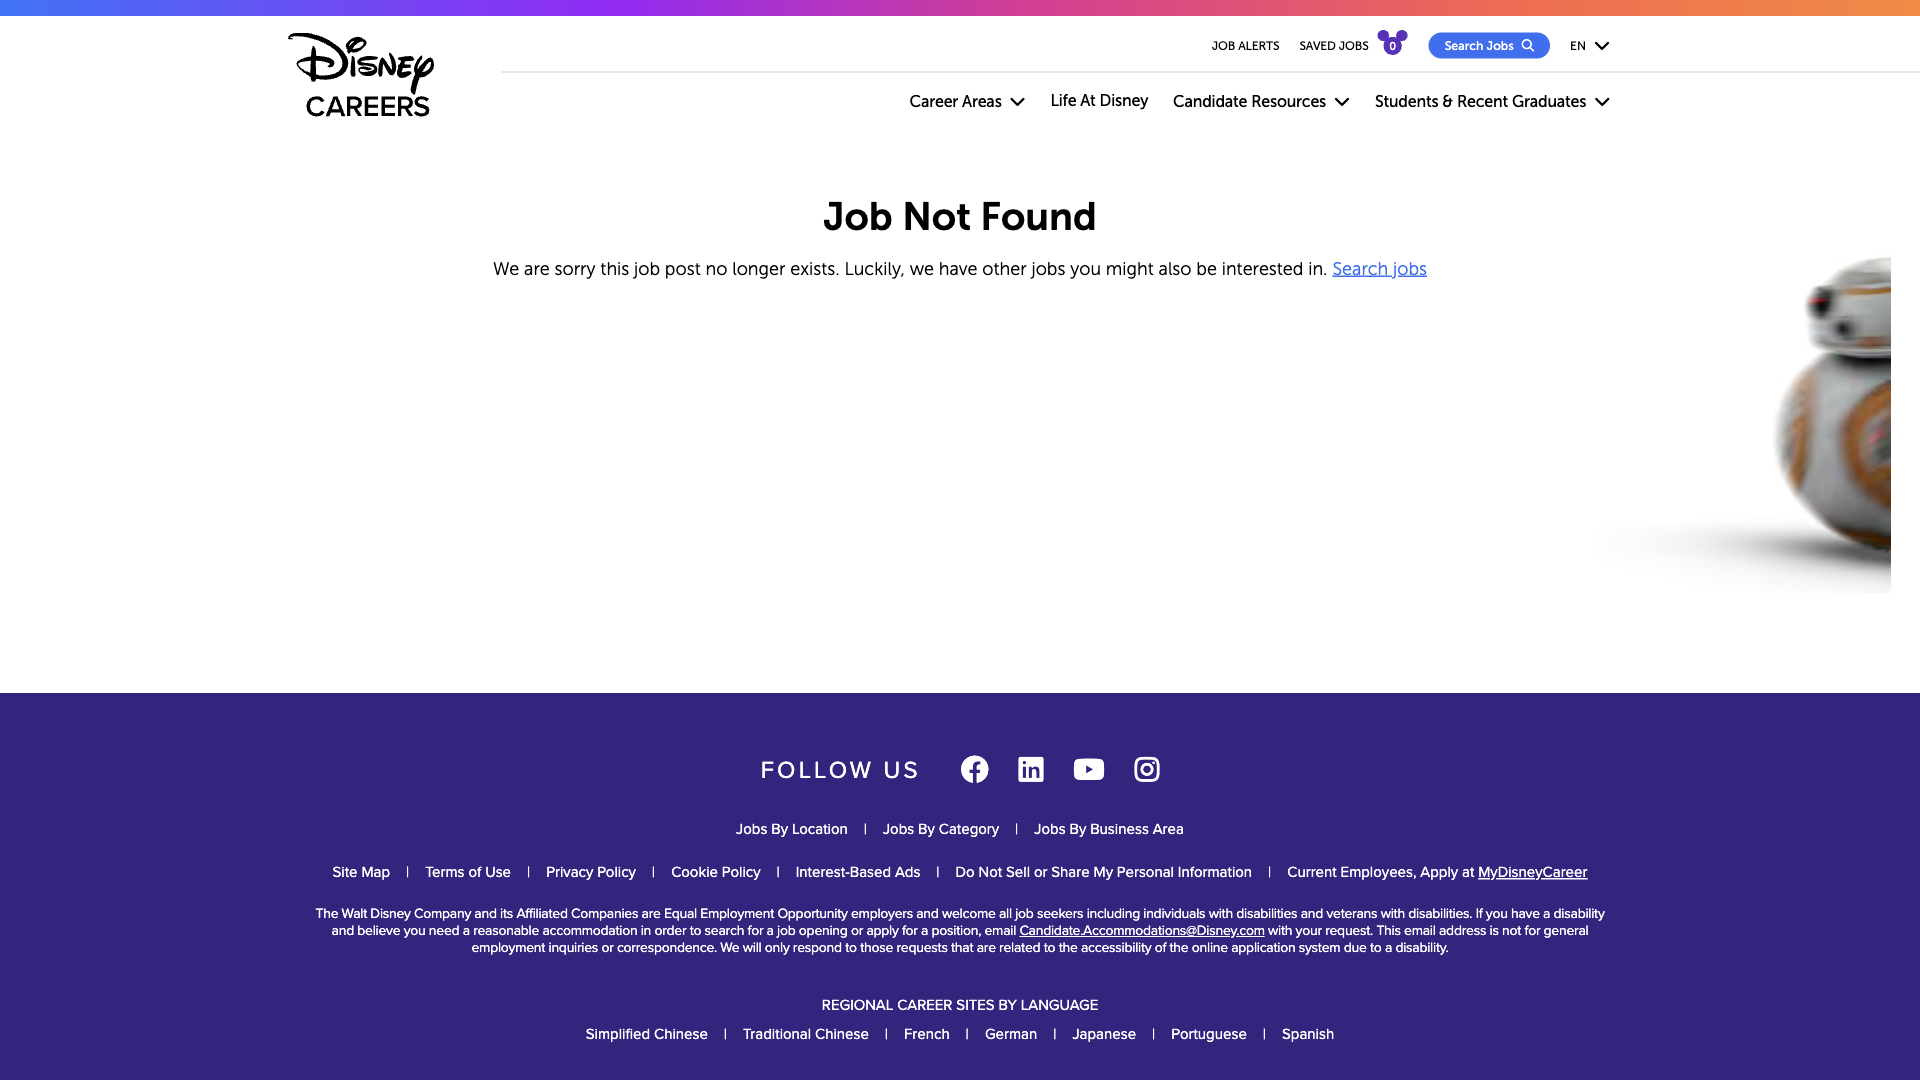 Disney
CAREERS
JOB ALERTS
SAVED JOBS
0
Search Jobs
EN
Career Areas
Life At Disney
Candidate Resources
Students & Recent Graduates
Job Not Found
We are sorry this job post no longer exists. Luckily, we have other jobs you might also be interested in. Search jobs
FOLLOW US
Jobs By Location | Jobs By Category | Jobs By Business Area
Site Map | Terms of Use | Privacy Policy | Cookie Policy | Interest-Based Ads | Do Not Sell or Share My Personal Information | Current Employees, Apply at MyDisneyCareer
The Walt Disney Company and its Affiliated Companies are Equal Employment Opportunity employers and welcome all job seekers including individuals with disabilities and veterans with disabilities. If you have a disability
and believe you need a reasonable accommodation in order to search for a job opening or apply for a position, email Candidate.Accommodations@Disney.com with your request. This email address is not for general
employment inquiries or correspondence. We will only respond to those requests that are related to the accessibility of the online application system due to a disability.
REGIONAL CAREER SITES BY LANGUAGE
Simplified Chinese | Traditional Chinese | French | German | Japanese | Portuguese | Spanish